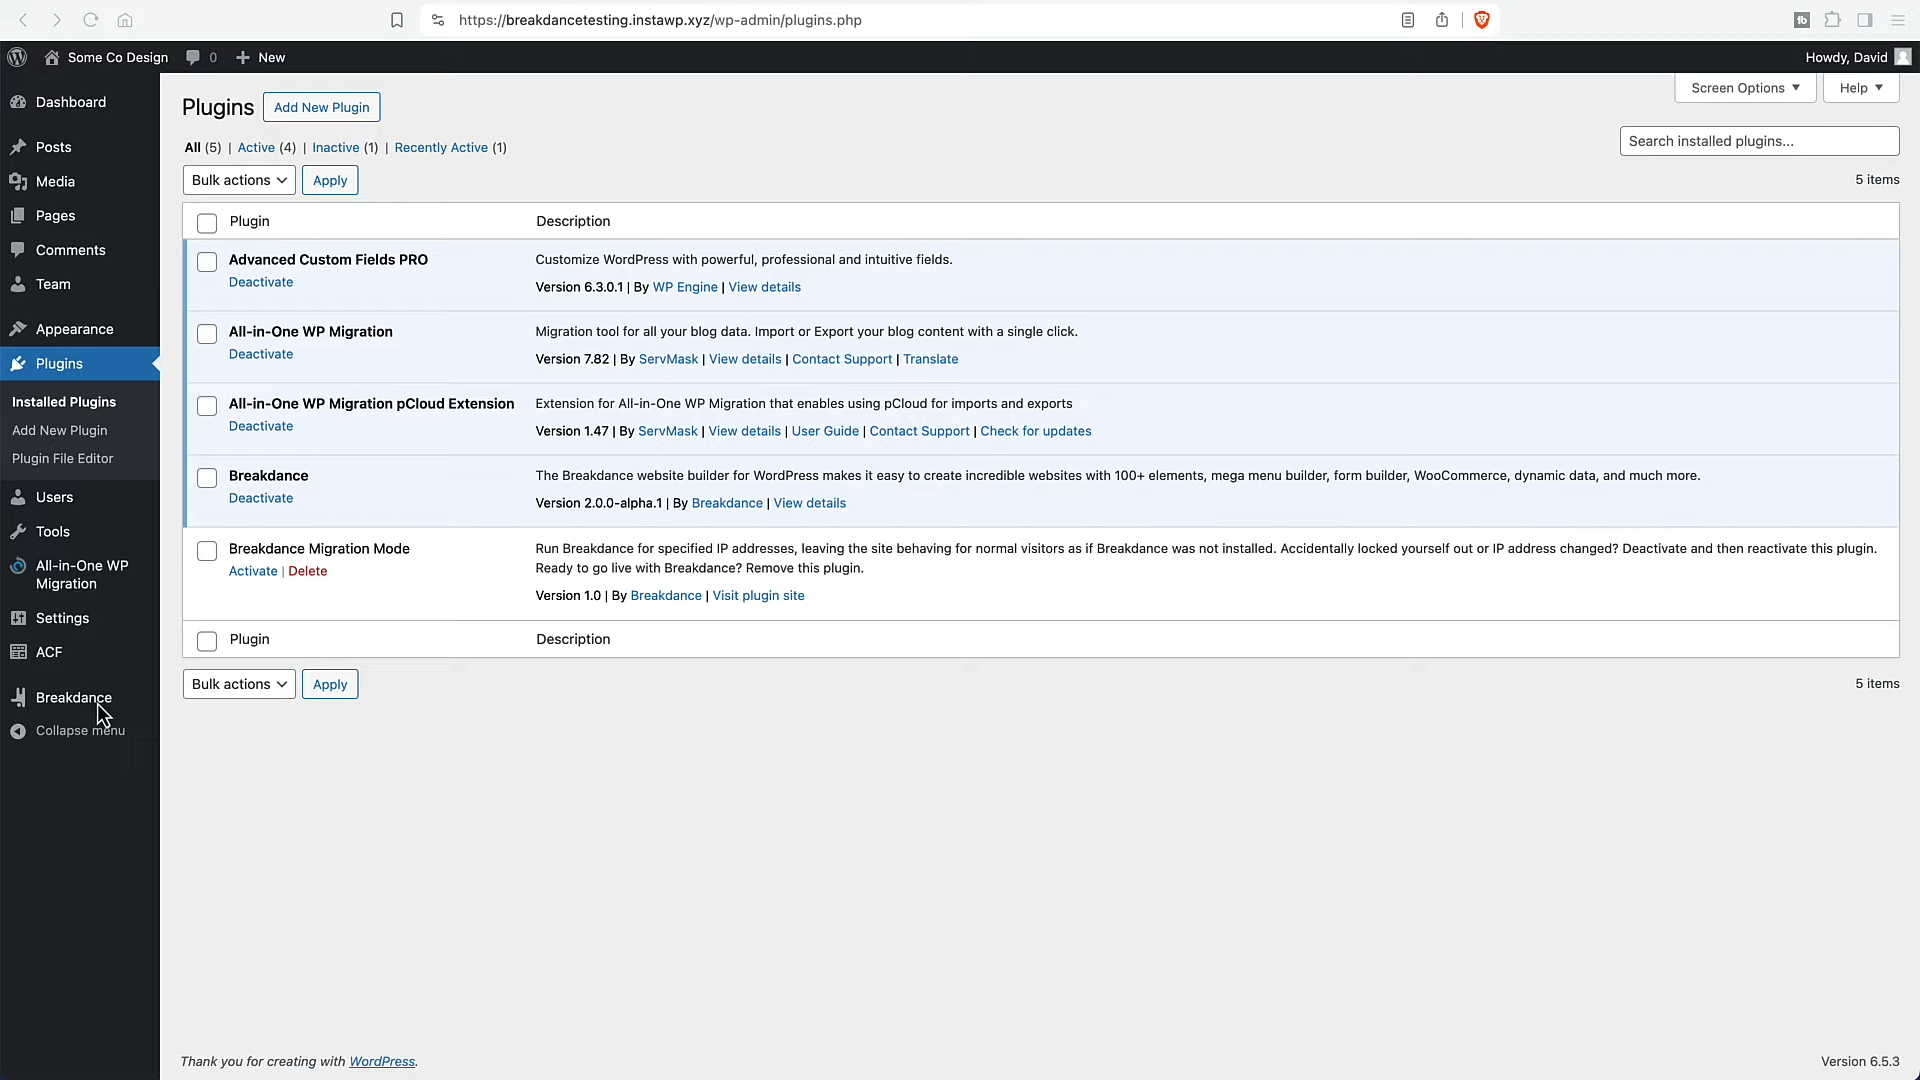 https://breakdancetesting.instawp.xyz/wp-admin/plugins.php
Some Co Design 0 New Howdy, David
Screen Options Help
Dashboard
Posts
Media
Pages
Comments
Team
Appearance
Plugins
Installed Plugins
Add New Plugin
Plugin File Editor
Users
Tools
All-in-One WP
Migration
Settings
ACF
Breakdance
Collapse menu
Plugins Add New Plugin
All (5) | Active (4) | Inactive (1) | Recently Active (1)
Search installed plugins...
Bulk actions Apply 5 items
Plugin Description
Advanced Custom Fields PRO
Deactivate
Customize WordPress with powerful, professional and intuitive fields.
Version 6.3.0.1 | By WP Engine | View details
All-in-One WP Migration
Deactivate
Migration tool for all your blog data. Import or Export your blog content with a single click.
Version 7.82 | By ServMask | View details | Contact Support | Translate
All-in-One WP Migration pCloud Extension
Deactivate
Extension for All-in-One WP Migration that enables using pCloud for imports and exports
Version 1.47 | By ServMask | View details | User Guide | Contact Support | Check for updates
Breakdance
Deactivate
The Breakdance website builder for WordPress makes it easy to create incredible websites with 100+ elements, mega menu builder, form builder, WooCommerce, dynamic data, and much more.
Version 2.0.0-alpha.1 | By Breakdance | View details
Breakdance Migration Mode
Activate | Delete
Run Breakdance for specified IP addresses, leaving the site behaving for normal visitors as if Breakdance was not installed. Accidentally locked yourself out or IP address changed? Deactivate and then reactivate this plugin.
Ready to go live with Breakdance? Remove this plugin.
Version 1.0 | By Breakdance | Visit plugin site
Plugin Description
Bulk actions Apply 5 items
Thank you for creating with WordPress. Version 6.5.3